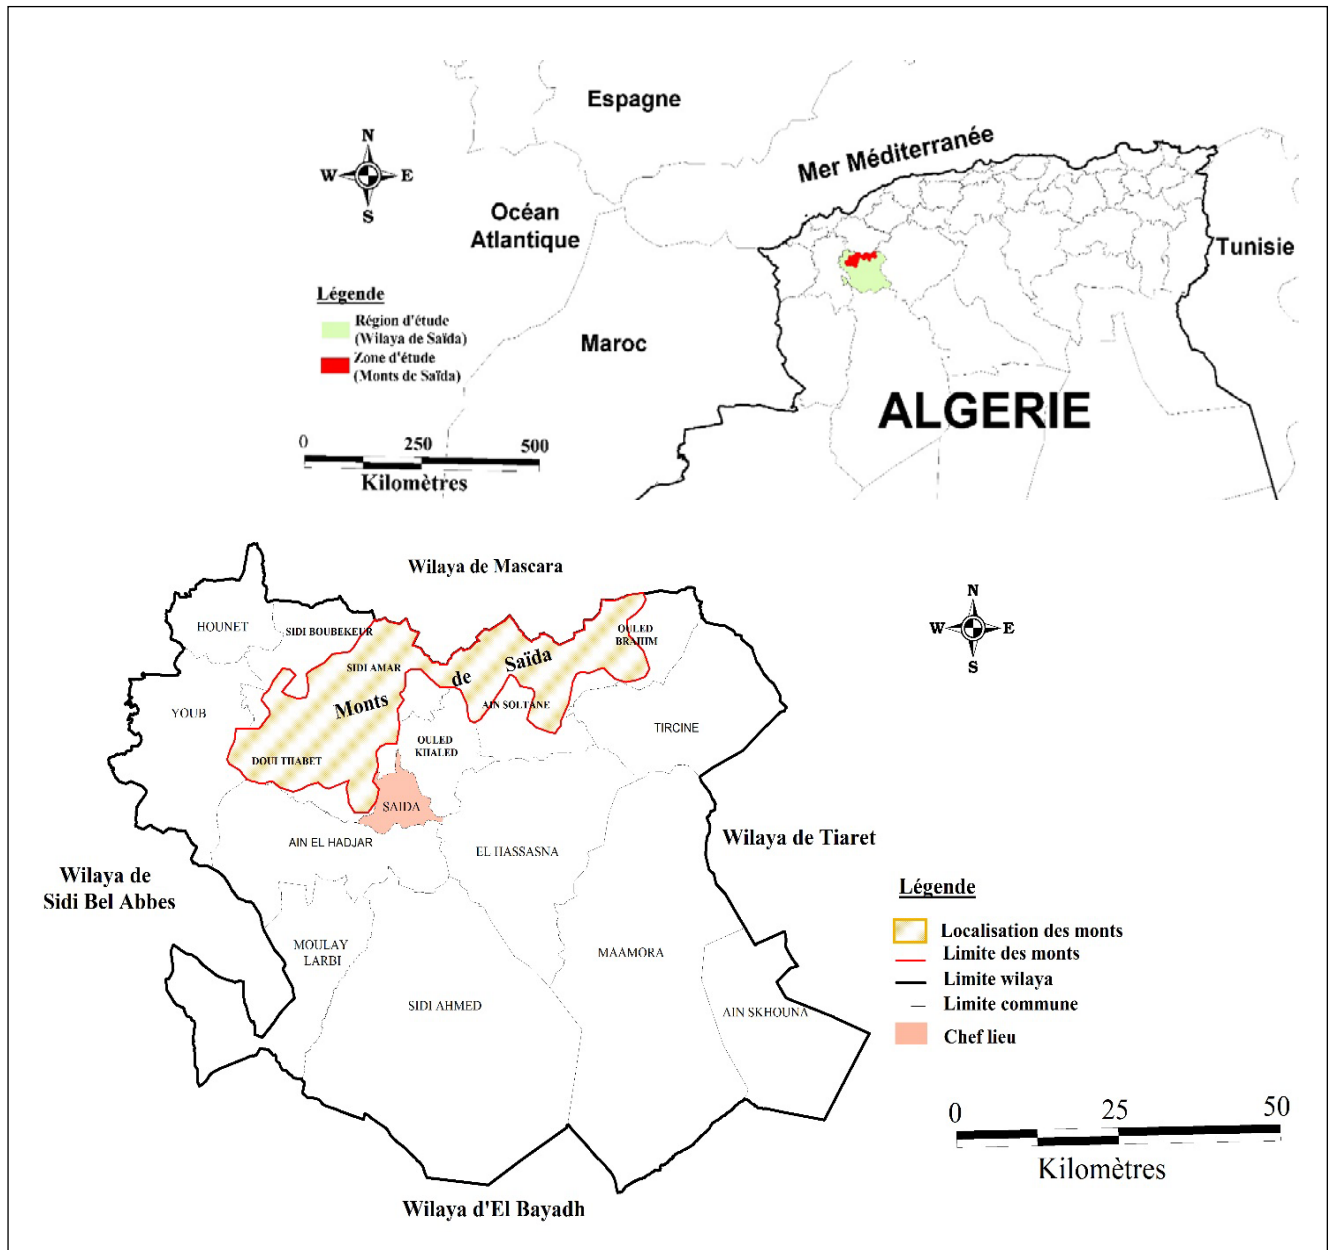 Espagne
Mer Méditerranée
N
W E
S
Océan
Atlantique
Tunisie
Maroc
ALGERIE
Légende
Région d'étude
(Wilaya de Saïda)
Zone d'étude
(Monts de Saïda)
0 250 500
Kilomètres
Wilaya de Mascara
N
W E
S
HOUNET
SIDI BOUBEKEUR
OULED
BRAHIM
SIDI AMAR
Monts de Saïda
YOUB
AIN SOLTANE
TIRCINE
OULED
KHALED
DOUI THABET
SAIDA
AIN EL HADJAR
EL HASSASNA
Wilaya de Tiaret
Wilaya de
Sidi Bel Abbes
MOULAY
LARBI
MAAMORA
SIDI AHMED
AIN SKHOUNA
Légende
Localisation des monts
Limite des monts
Limite wilaya
Limite commune
Chef lieu
0 25 50
Kilomètres
Wilaya d'El Bayadh